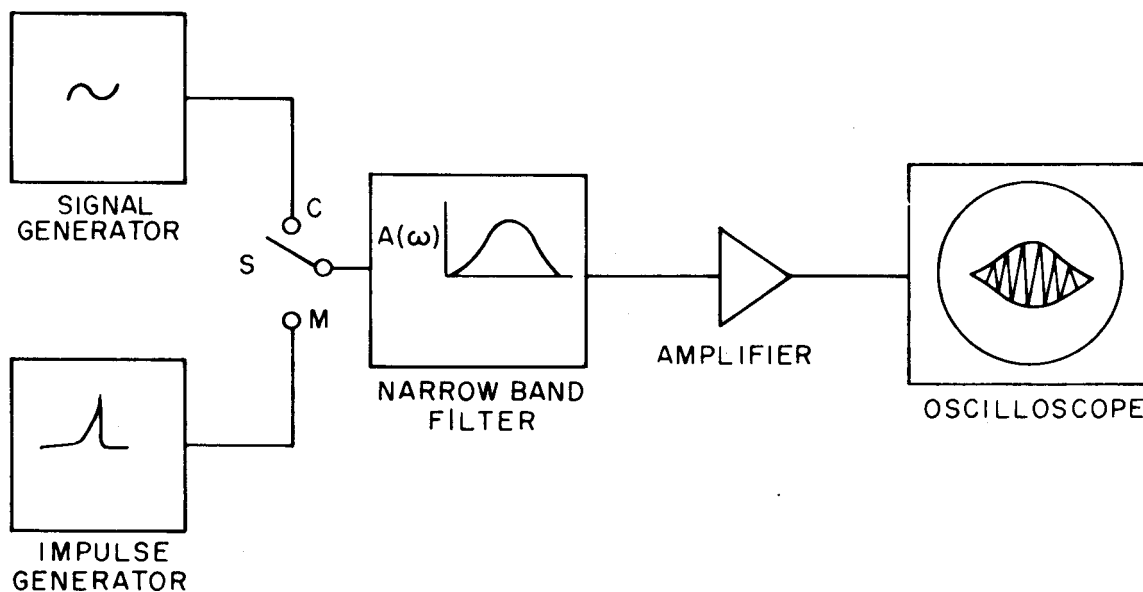 SIGNAL
GENERATOR
C
S
M
A(ω)
NARROW BAND
FILTER
AMPLIFIER
OSCILLOSCOPE
IMPULSE
GENERATOR